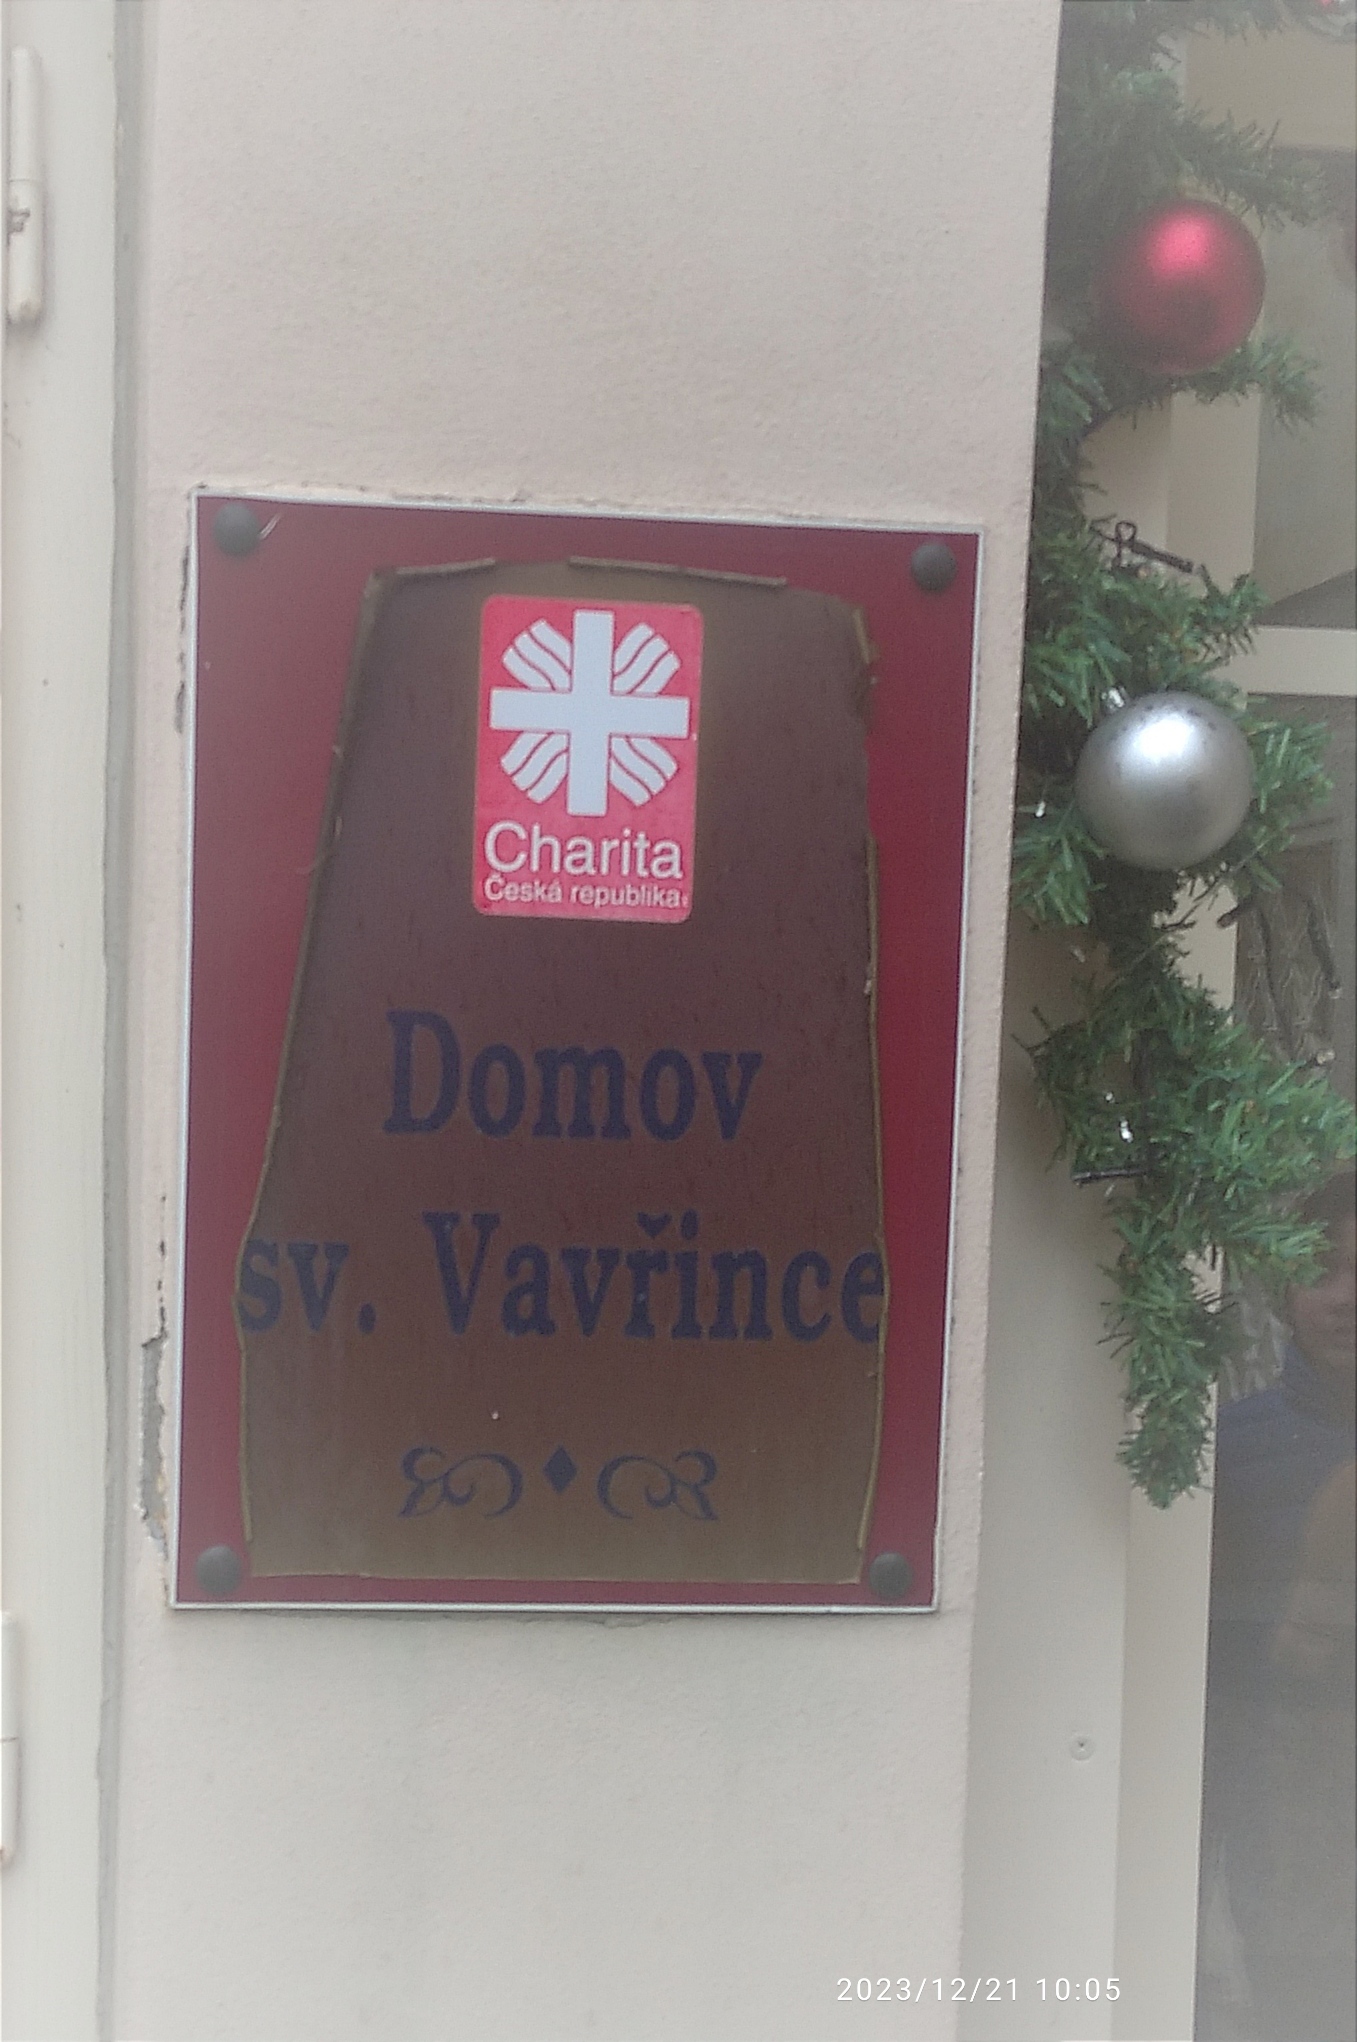 Charita
Česká republika
Domov
sv. Vavřince
2023/12/21 10:05